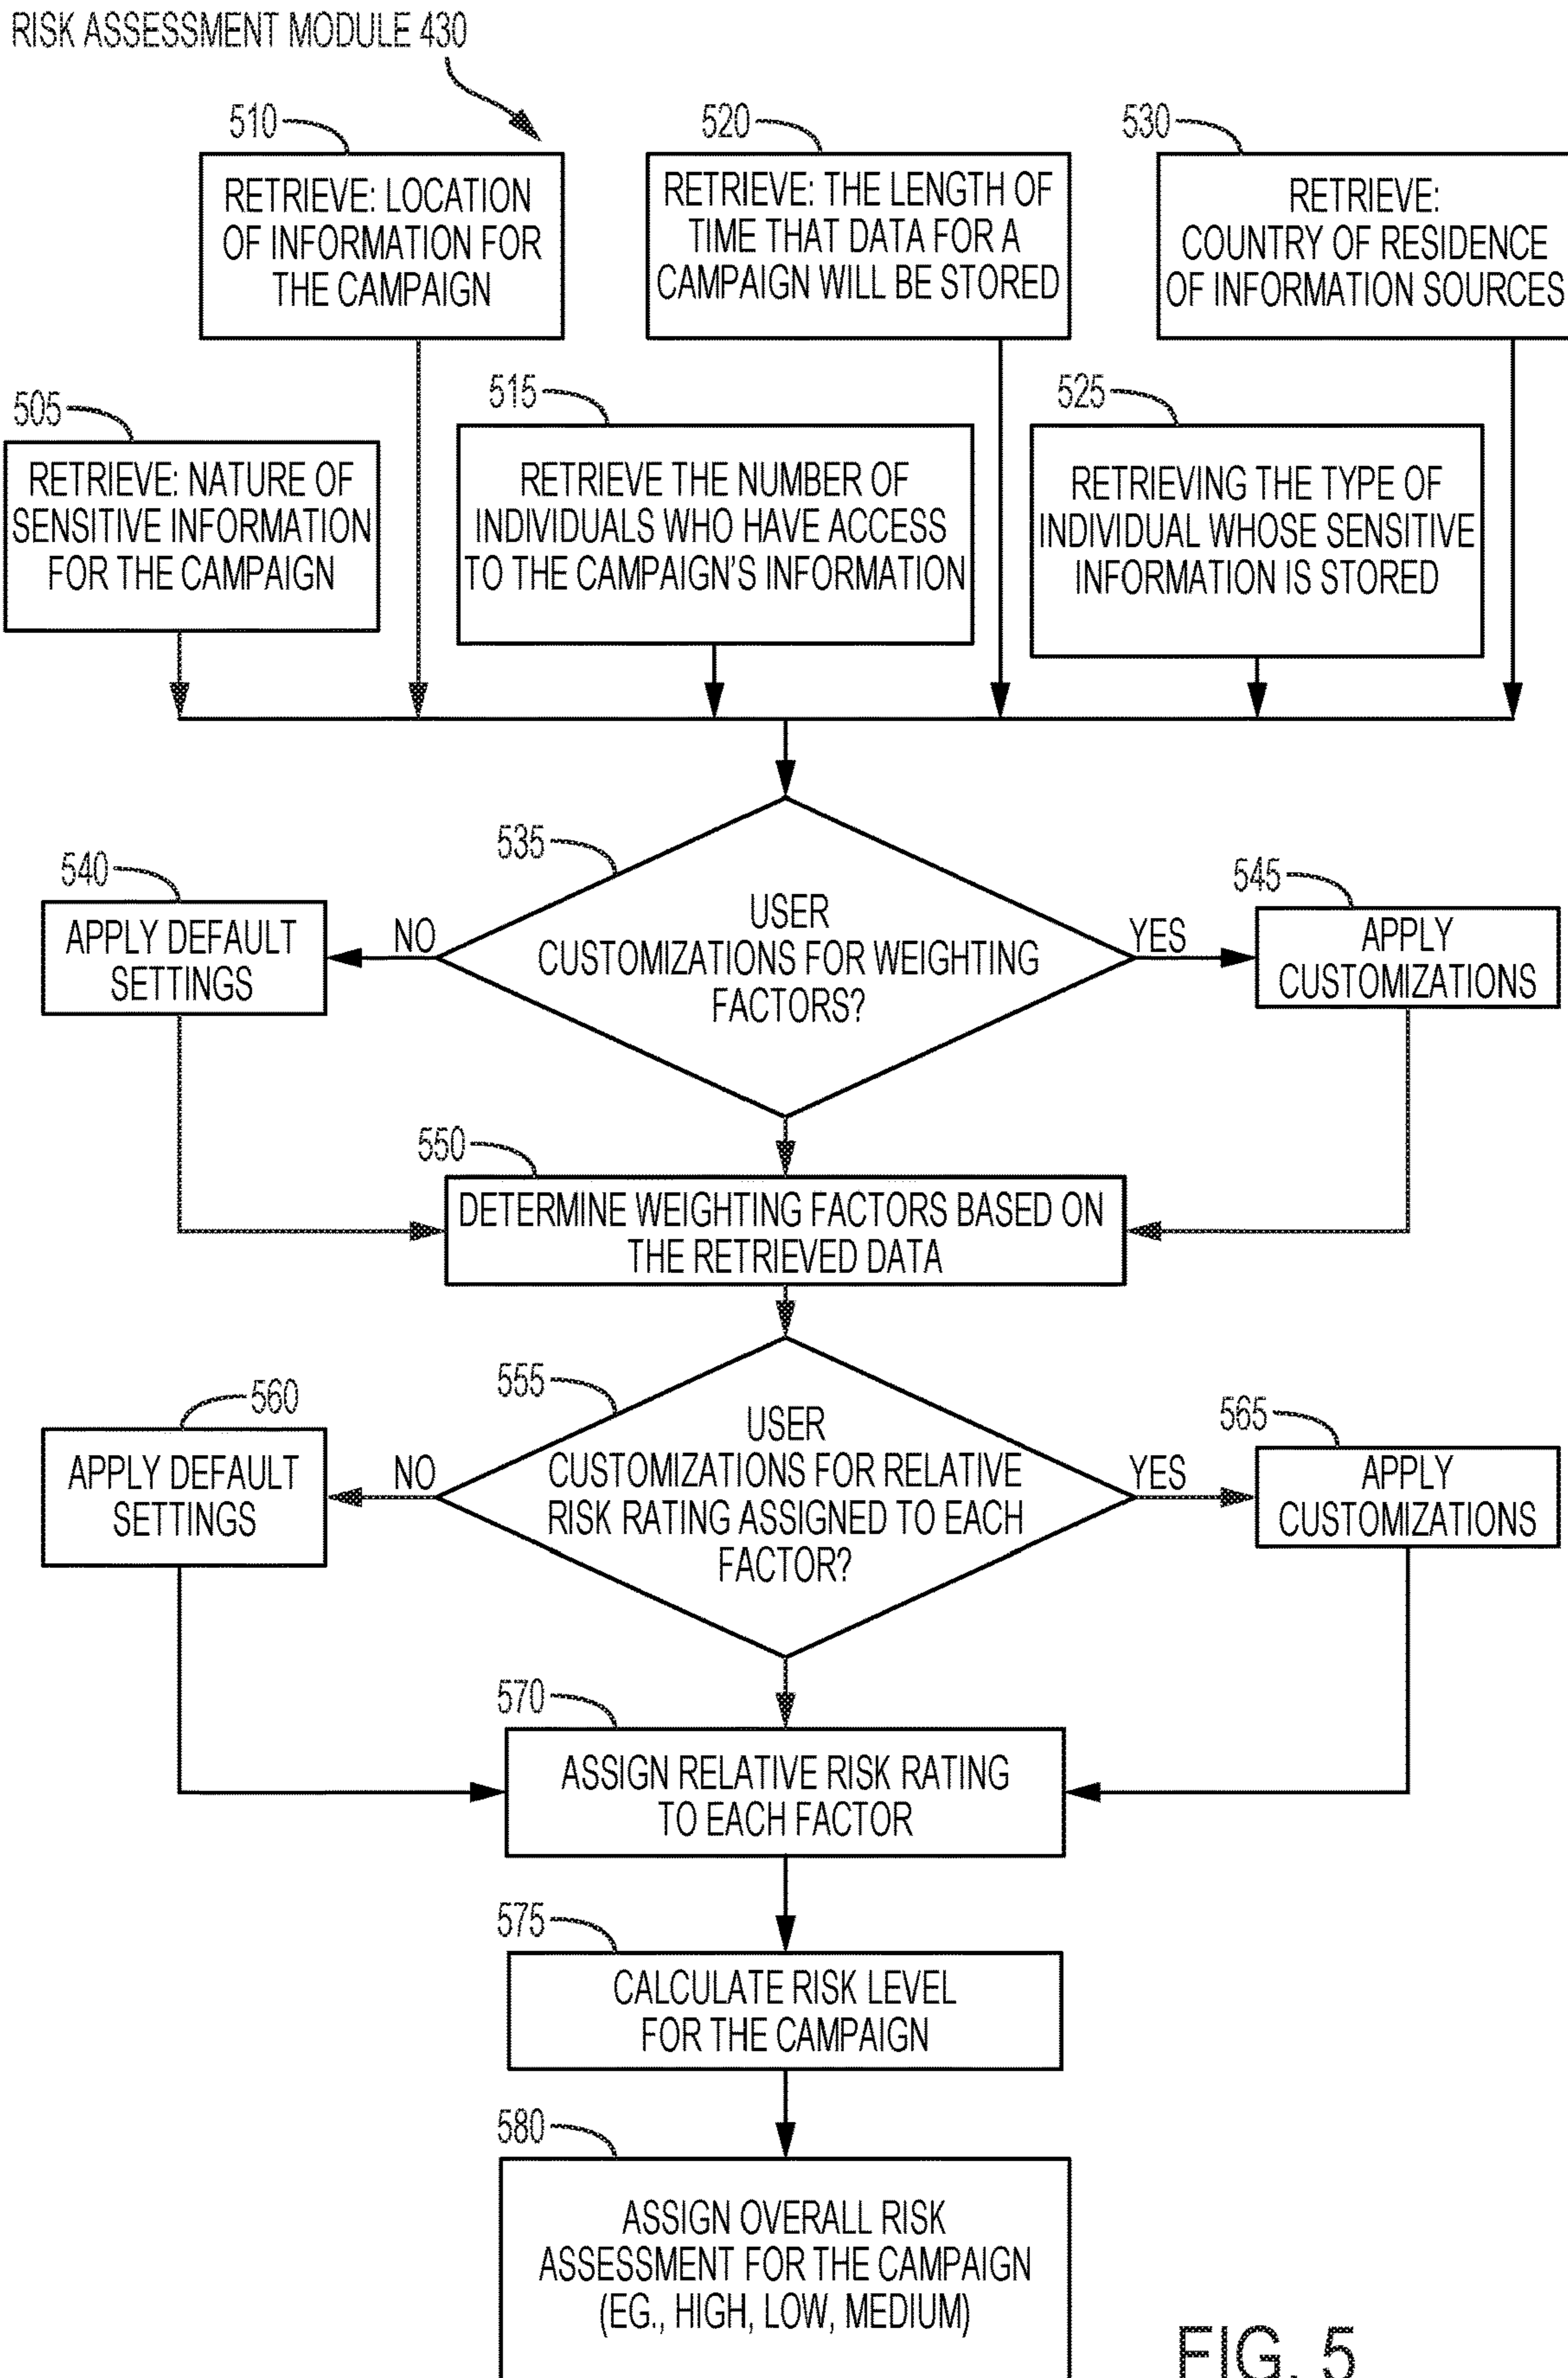 RISK ASSESSMENT MODULE 430
510
RETRIEVE: LOCATION
OF INFORMATION FOR
THE CAMPAIGN
520
RETRIEVE: THE LENGTH OF
TIME THAT DATA FOR A
CAMPAIGN WILL BE STORED
530
RETRIEVE:
COUNTRY OF RESIDENCE
OF INFORMATION SOURCES
505
RETRIEVE: NATURE OF
SENSITIVE INFORMATION
FOR THE CAMPAIGN
515
RETRIEVE THE NUMBER OF
INDIVIDUALS WHO HAVE ACCESS
TO THE CAMPAIGN'S INFORMATION
525
RETRIEVING THE TYPE OF
INDIVIDUAL WHOSE SENSITIVE
INFORMATION IS STORED
535
USER
CUSTOMIZATIONS FOR WEIGHTING
FACTORS?
540
NO
APPLY DEFAULT
SETTINGS
545
YES
APPLY
CUSTOMIZATIONS
550
DETERMINE WEIGHTING FACTORS BASED ON
THE RETRIEVED DATA
555
USER
CUSTOMIZATIONS FOR RELATIVE
RISK RATING ASSIGNED TO EACH
FACTOR?
560
NO
APPLY DEFAULT
SETTINGS
565
YES
APPLY
CUSTOMIZATIONS
570
ASSIGN RELATIVE RISK RATING
TO EACH FACTOR
575
CALCULATE RISK LEVEL
FOR THE CAMPAIGN
580
ASSIGN OVERALL RISK
ASSESSMENT FOR THE CAMPAIGN
(EG., HIGH, LOW, MEDIUM)
FIG. 5